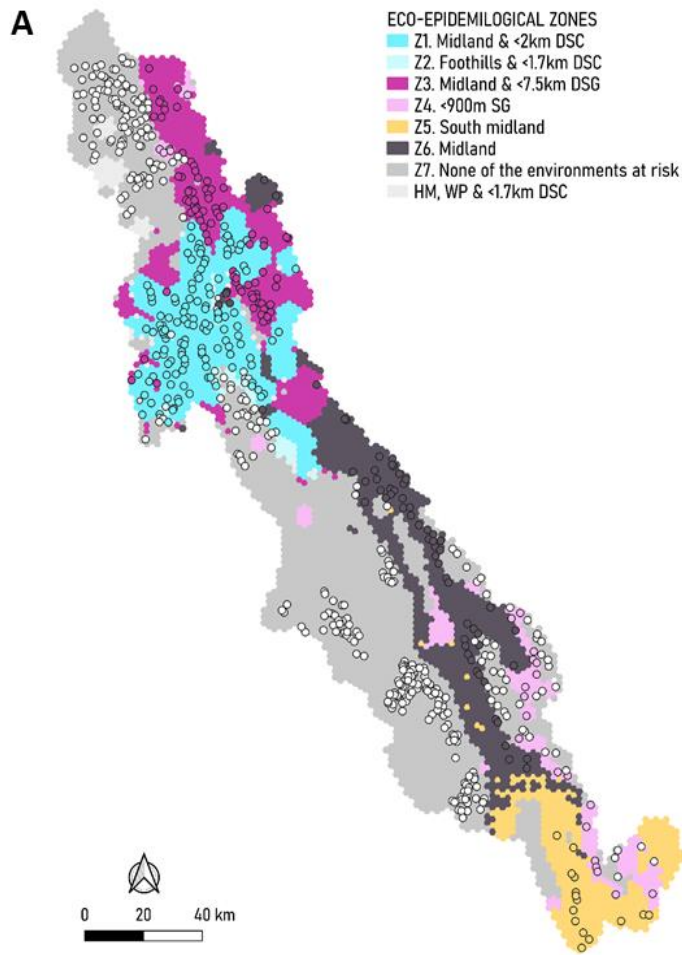 A
ECO-EPIDEMILOGICAL ZONES
Z1. Midland & <2km DSC
Z2. Foothills & <1.7km DSC
Z3. Midland & <7.5km DSG
Z4. <900m SG
Z5. South midland
Z6. Midland
Z7. None of the environments at risk
HM, WP & <1.7km DSC
0 20 40 km